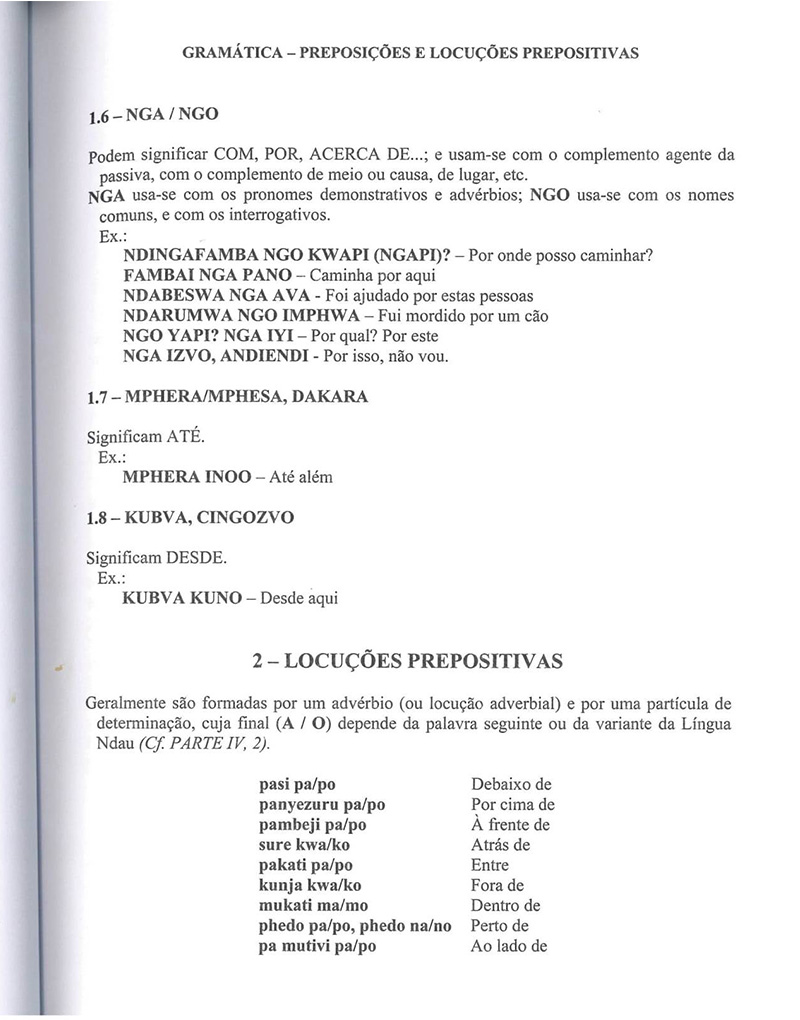 GRAMÁTICA – PREPOSIÇÕES E LOCUÇÕES PREPOSITIVAS
1.6 – NGA / NGO
Podem significar COM, POR, ACERCA DE...; e usam-se com o complemento agente da
passiva, com o complemento de meio ou causa, de lugar, etc.
NGA usa-se com os pronomes demonstrativos e advérbios; NGO usa-se com os nomes
comuns, e com os interrogativos.
Ex.:
NDINGAFAMBA NGO KWAPI (NGAPI)? – Por onde posso caminhar?
FAMBAI NGA PANO – Caminha por aqui
NDABESWA NGA AVA - Foi ajudado por estas pessoas
NDARUMWA NGO IMPHWA – Fui mordido por um cão
NGO YAPI? NGA IYI – Por qual? Por este
NGA IZVO, ANDIENDI - Por isso, não vou.
1.7 – MPHERA/MPHESA, DAKARA
Significam ATÉ.
Ex.:
MPHERA INOO – Até além
1.8 – KUBVA, CINGOZVO
Significam DESDE.
Ex.:
KUBVA KUNO – Desde aqui
2 – LOCUÇÕES PREPOSITIVAS
Geralmente são formadas por um advérbio (ou locução adverbial) e por uma partícula de
determinação, cuja final (A / O) depende da palavra seguinte ou da variante da Língua
Ndau (Cf. PARTE IV, 2).
pasi pa/po Debaixo de
panyezuru pa/po Por cima de
pambeji pa/po À frente de
sure kwa/ko Atrás de
pakati pa/po Entre
kunja kwa/ko Fora de
mukati ma/mo Dentro de
phedo pa/po, phedo na/no Perto de
pa mutivi pa/po Ao lado de